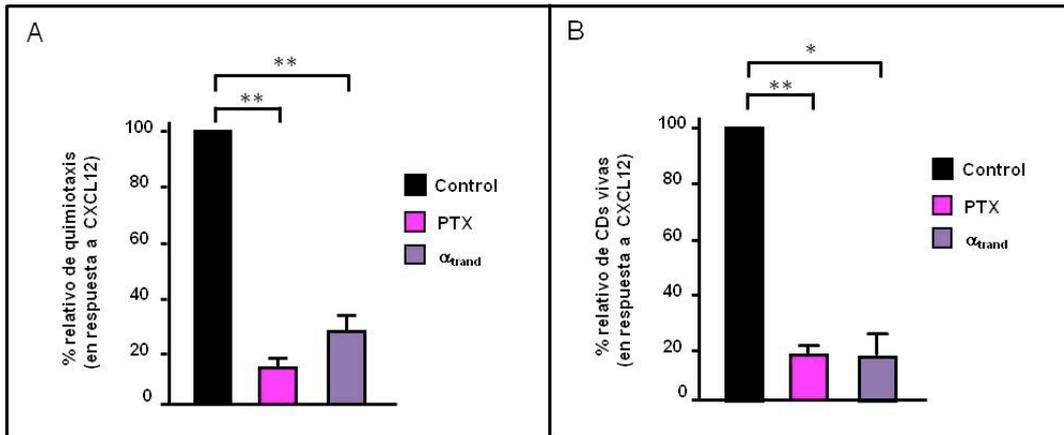 A
**
**
100
80
60
40
20
0
% relativo de quimiotaxis
(en respuesta a CXCL12)
Control
PTX
αtrand
B
*
**
100
80
60
40
20
0
% relativo de CDs vivas
(en respuesta a CXCL12)
Control
PTX
αtrand